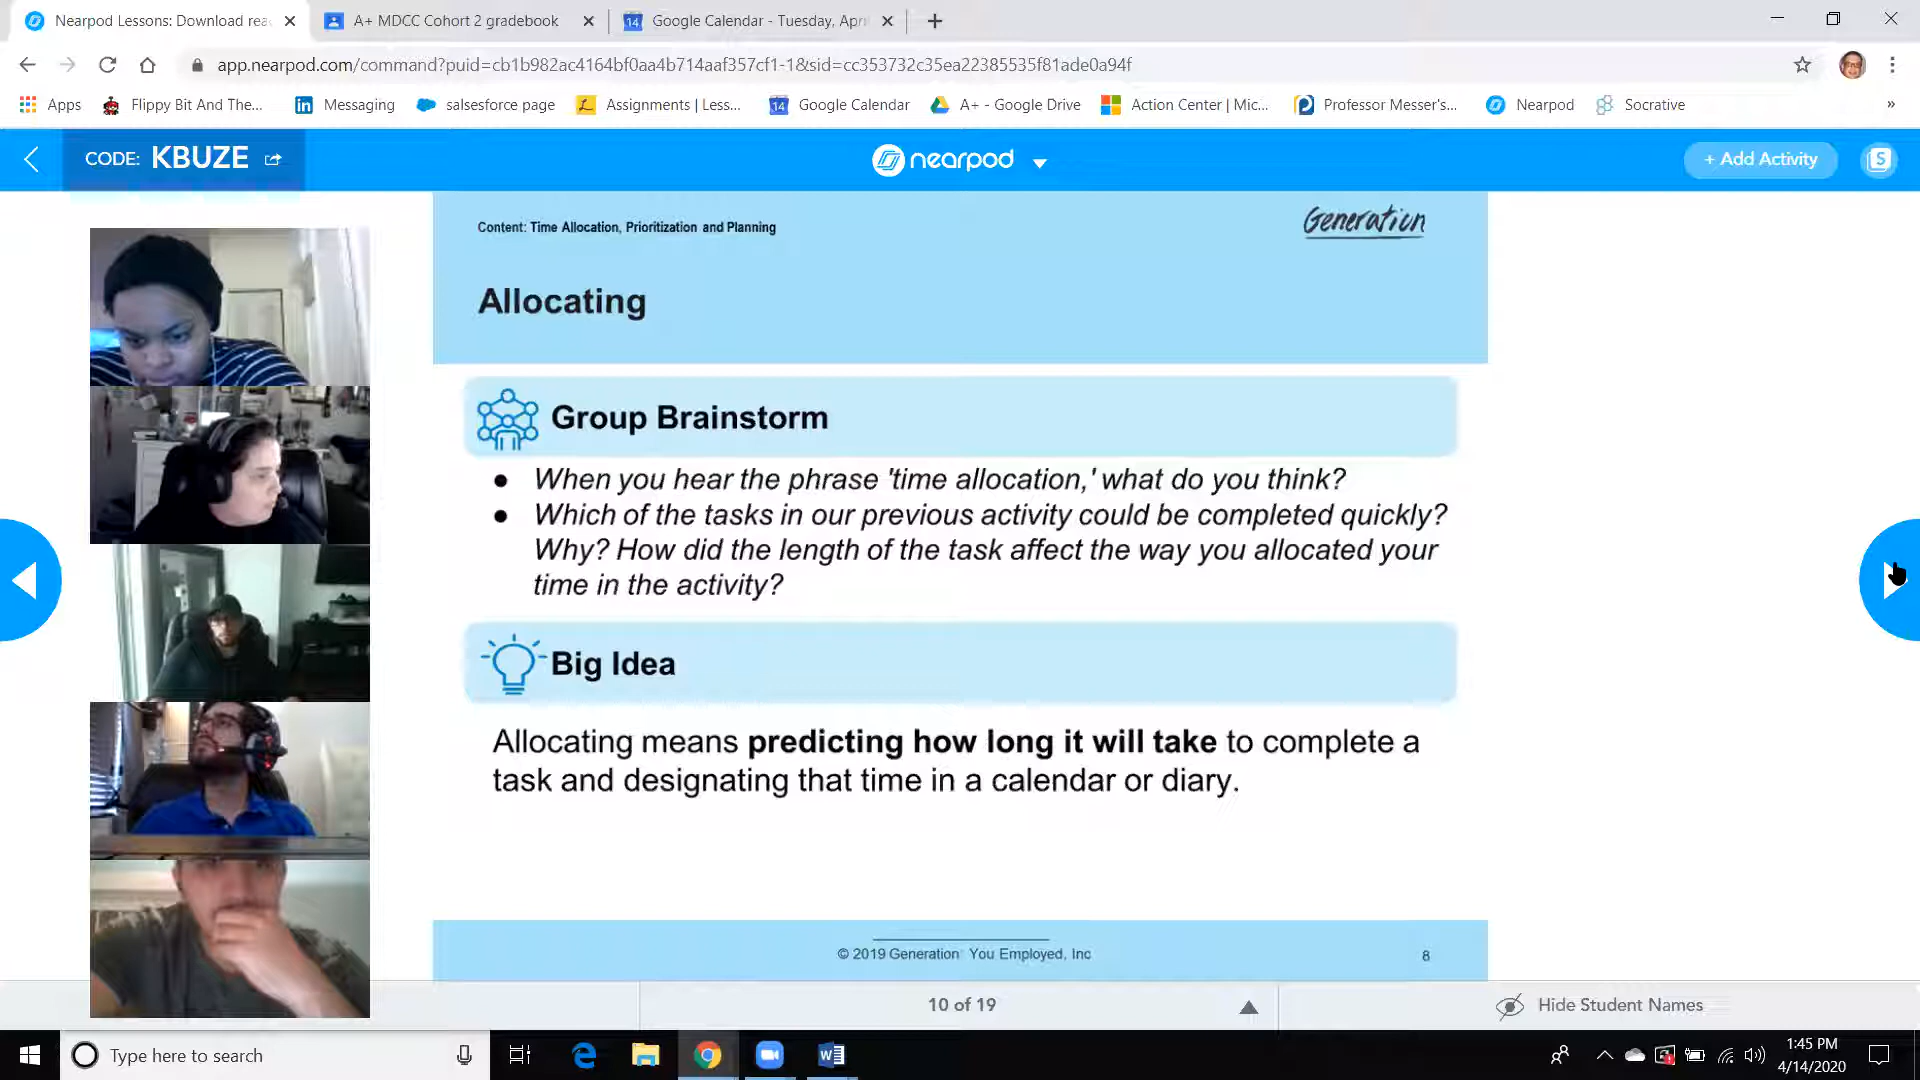 Nearpod Lessons: Download rea
A+ MDCC Cohort 2 gradebook
Google Calendar - Tuesday, Apri
app.nearpod.com/command?puid=cb1b982ac4164bf0aa4b714aaf357cf1-1&sid=cc353732c35ea22385535f81ade0a94f
Apps
Flippy Bit And The...
Messaging
salsesforce page
Assignments | Less...
14
Google Calendar
A+ - Google Drive
Action Center | Mic...
Professor Messer's...
Nearpod
Socrative
»
CODE: KBUZE
nearpod
+ Add Activity
S
Content: Time Allocation, Prioritization and Planning
Generation
Allocating
Group Brainstorm
● When you hear the phrase 'time allocation,' what do you think?
● Which of the tasks in our previous activity could be completed quickly?
Why? How did the length of the task affect the way you allocated your
time in the activity?
Big Idea
Allocating means predicting how long it will take to complete a
task and designating that time in a calendar or diary.
© 2019 Generation You Employed, Inc
8
10 of 19
Hide Student Names
Type here to search
1:45 PM
4/14/2020